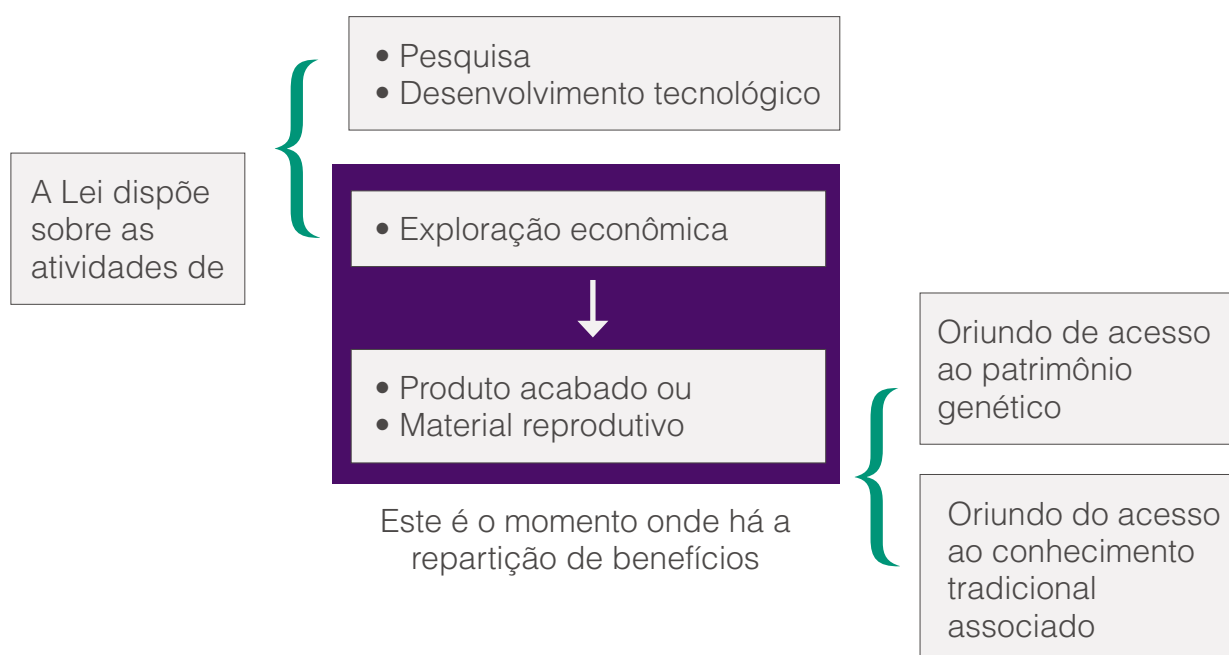 • Pesquisa
• Desenvolvimento tecnológico
A Lei dispõe
sobre as
atividades de
• Exploração econômica
• Produto acabado ou
• Material reprodutivo
Este é o momento onde há a
repartição de benefícios
Oriundo de acesso
ao patrimônio
genético
Oriundo do acesso
ao conhecimento
tradicional
associado